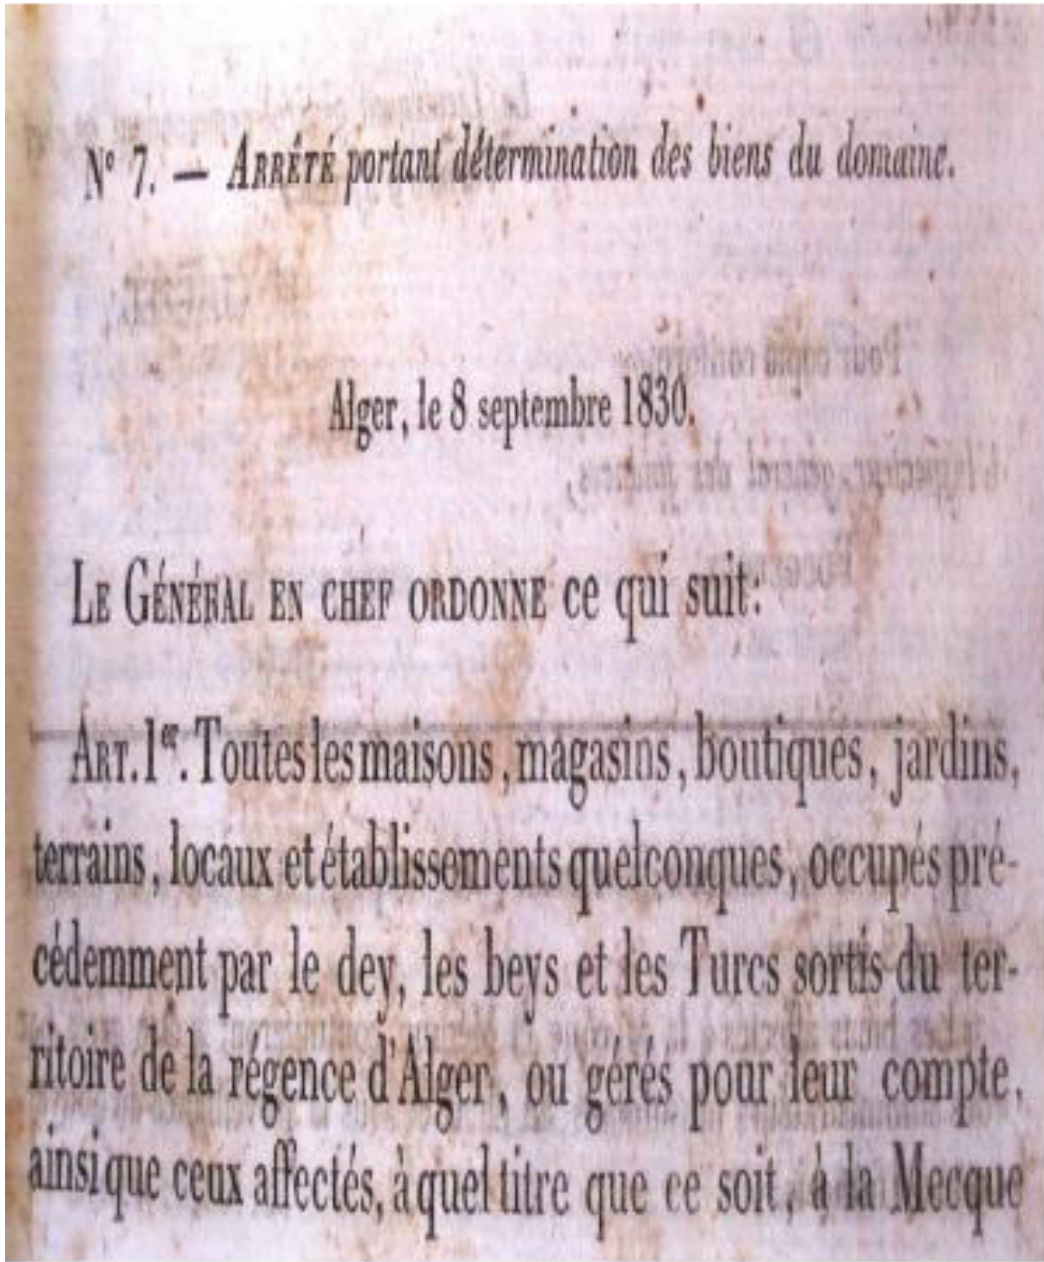 N° 7. — ARRÊTÉ portant détermination des biens du domaine.
Alger, le 8 septembre 1830.
LE GÉNÉRAL EN CHEF ORDONNE ce qui suit:
ART. 1er. Toutes les maisons, magasins, boutiques, jardins,
terrains, locaux et établissements quelconques, occupés pré-
cédemment par le dey, les beys et les Turcs sortis du ter-
ritoire de la régence d'Alger, ou gérés pour leur compte,
ainsi que ceux affectés, à quel titre que ce soit, à la Mecque